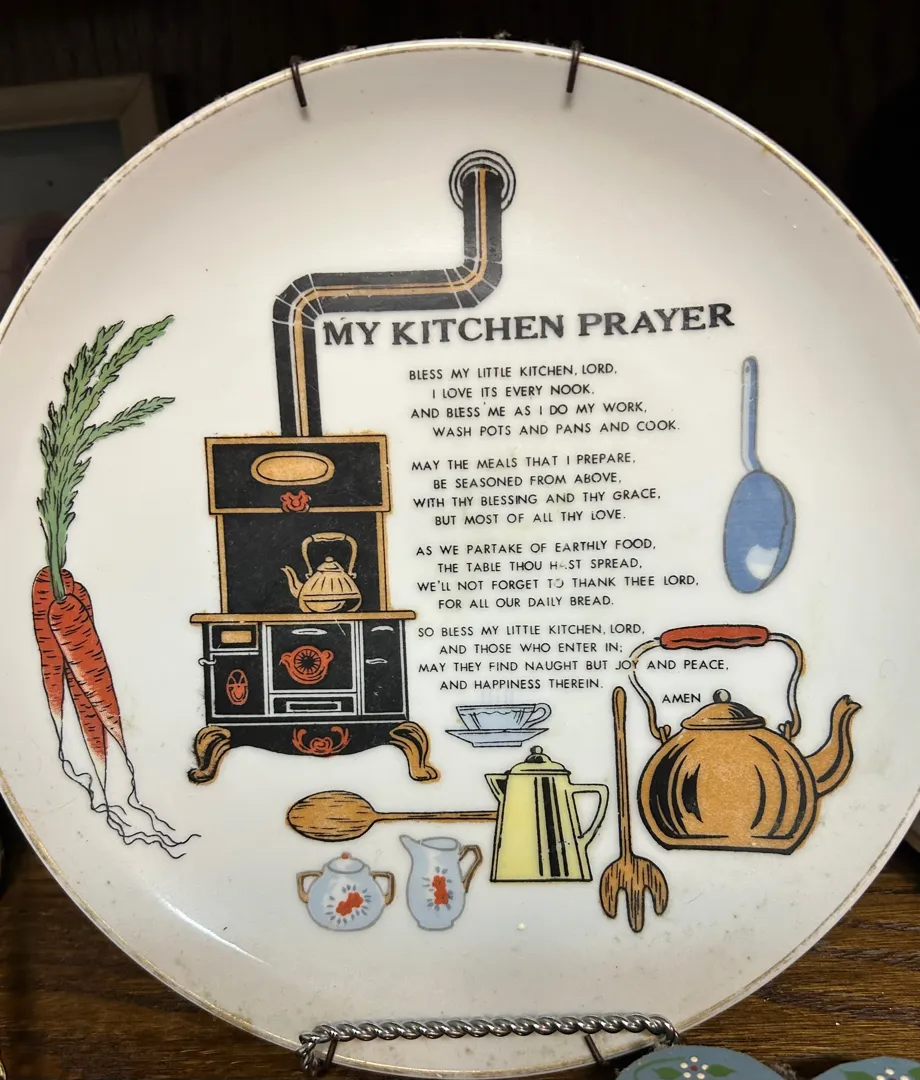 MY KITCHEN PRAYER
BLESS MY LITTLE KITCHEN, LORD,
I LOVE ITS EVERY NOOK,
AND BLESS ME AS I DO MY WORK,
WASH POTS AND PANS AND COOK.
MAY THE MEALS THAT I PREPARE,
BE SEASONED FROM ABOVE,
WITH THY BLESSING AND THY GRACE,
BUT MOST OF ALL THY LOVE.
AS WE PARTAKE OF EARTHLY FOOD,
THE TABLE THOU HAST SPREAD,
WE'LL NOT FORGET TO THANK THEE LORD,
FOR ALL OUR DAILY BREAD.
SO BLESS MY LITTLE KITCHEN, LORD,
AND THOSE WHO ENTER IN;
MAY THEY FIND NAUGHT BUT JOY AND PEACE,
AND HAPPINESS THEREIN.
AMEN